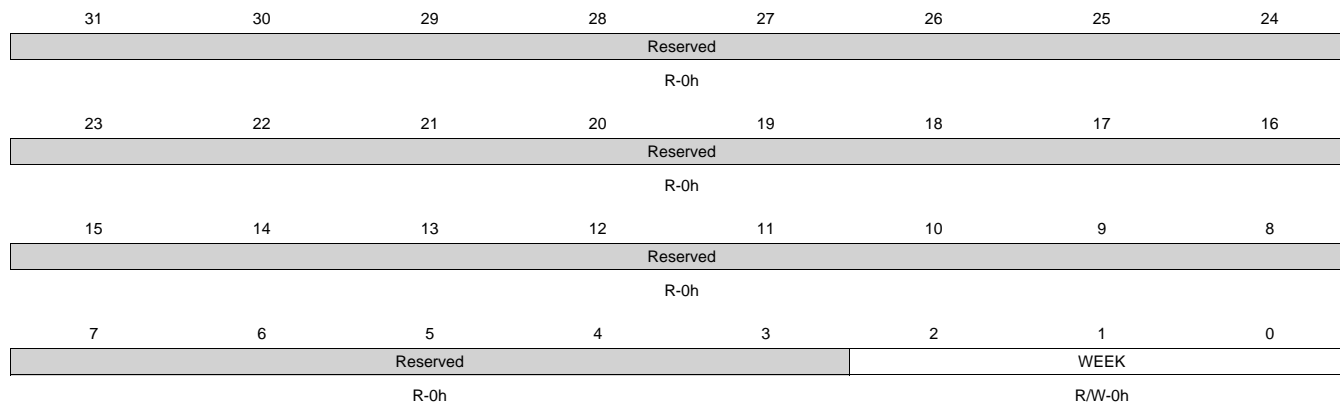 31 30 29 28 27 26 25 24
Reserved
R-0h
23 22 21 20 19 18 17 16
Reserved
R-0h
15 14 13 12 11 10 9 8
Reserved
R-0h
7 6 5 4 3 2 1 0
Reserved WEEK
R-0h R/W-0h